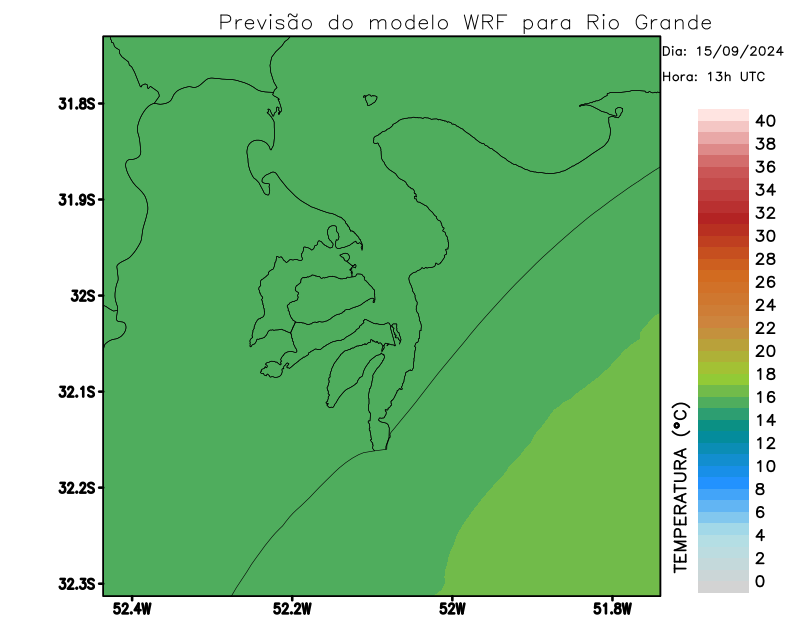 Previsão do modelo WRF para Rio Grande
Dia: 15/09/2024
Hora: 13h UTC
31.8S
31.9S
32S
32.1S
32.2S
32.3S
52.4W
52.2W
52W
51.8W
TEMPERATURA (°C)
40
38
36
34
32
30
28
26
24
22
20
18
16
14
12
10
8
6
4
2
0